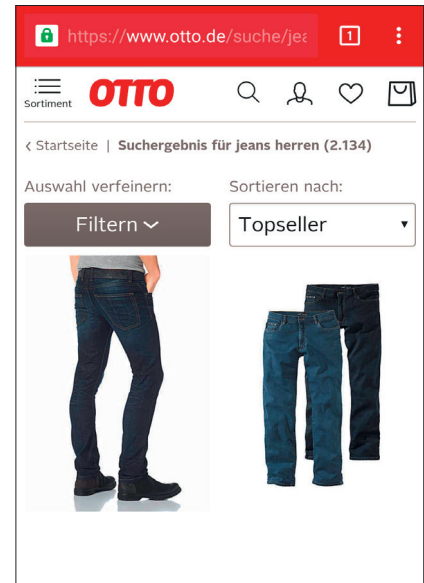 https://www.otto.de/suche/jea
1
Sortiment
OTTO
‹ Startseite | Suchergebnis für jeans herren (2.134)
Auswahl verfeinern:
Sortieren nach:
Filtern
Topseller